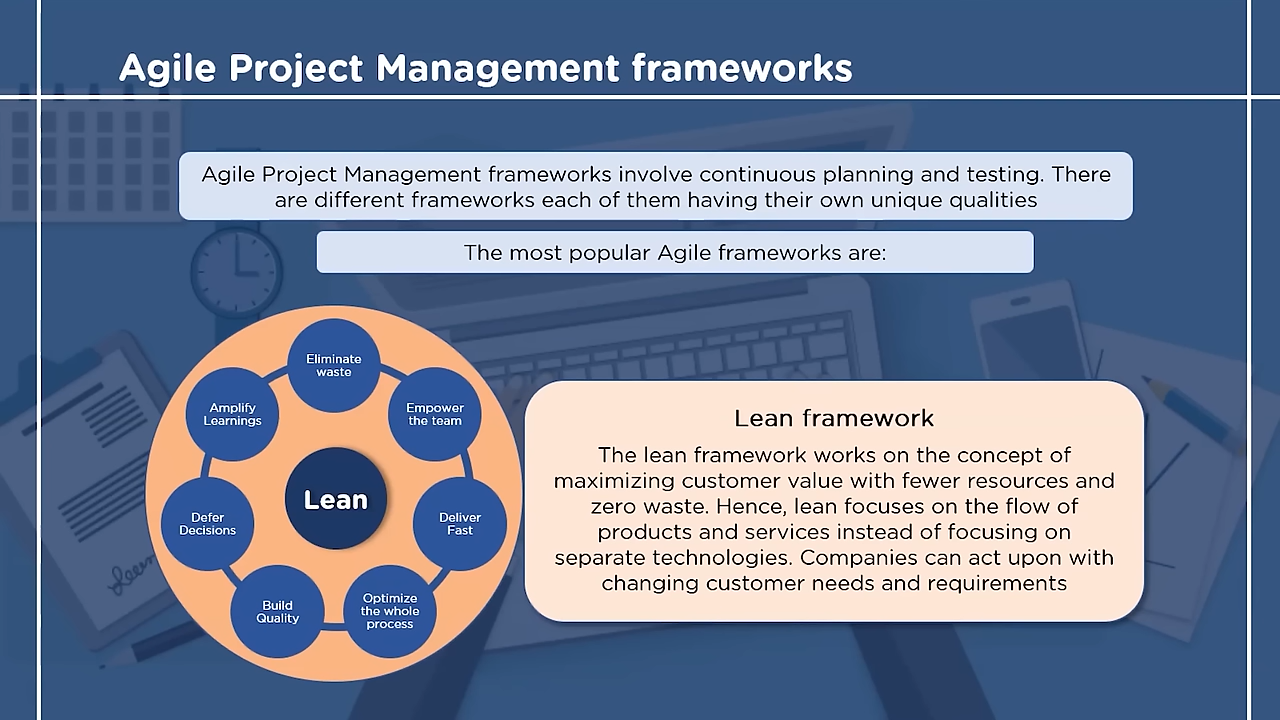 Agile Project Management frameworks
Agile Project Management frameworks involve continuous planning and testing. There
are different frameworks each of them having their own unique qualities
The most popular Agile frameworks are:
Eliminate
waste
Empower
the team
Deliver
Fast
Optimize
the whole
process
Build
Quality
Defer
Decisions
Amplify
Learnings
Lean
Lean framework
The lean framework works on the concept of
maximizing customer value with fewer resources and
zero waste. Hence, lean focuses on the flow of
products and services instead of focusing on
separate technologies. Companies can act upon with
changing customer needs and requirements